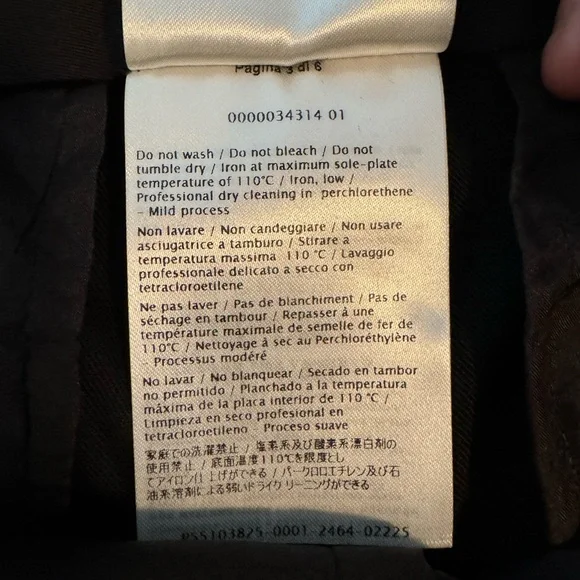 Pagina 3 di 6
0000034314 01
Do not wash / Do not bleach / Do not
tumble dry / Iron at maximum sole-plate
temperature of 110°C / Iron, low /
Professional dry cleaning in: perchlorethene
- Mild process
Non lavare / Non candeggiare / Non usare
asciugatrice a tamburo / Stirare a
temperatura massima 110 °C / Lavaggio
professionale delicato a secco con
tetracloroetilene
Ne pas laver / Pas de blanchiment / Pas de
séchage en tambour / Repasser à une
température maximale de semelle de fer de
110°C / Nettoyage à sec au Perchloréthylène
- Processus modéré
No lavar / No blanquear / Secado en tambor
no permitido / Planchado a la temperatura
máxima de la placa interior de 110 °C /
Limpieza en seco profesional en
tetracloroetileno - Proceso suave
家庭での洗濯禁止 / 塩素系及び酸素系漂白剤の
使用禁止 / 底面温度110℃を限度とし
てアイロン仕上げができる / パークロロエチレン及び石
油系溶剤による弱いドライクリーニングができる
PSS103825-0001-2464-02225